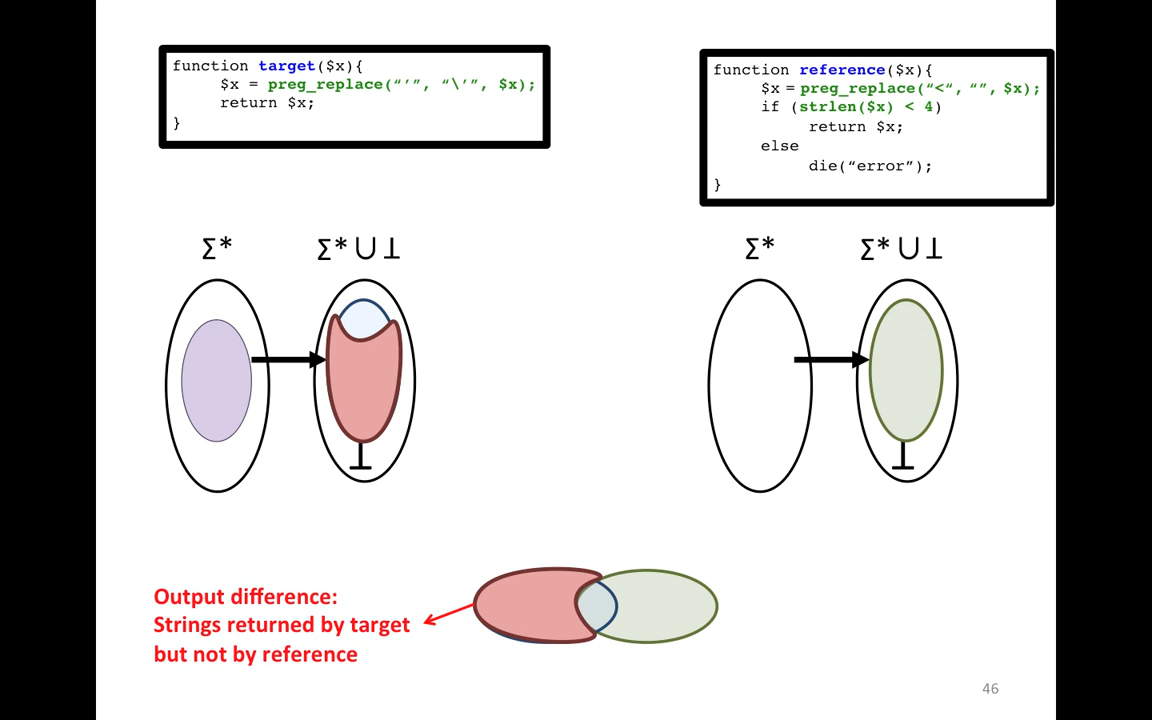 function target($x){
$x = preg_replace(“’”, “\’”, $x);
return $x;
}
function reference($x){
$x = preg_replace(“<“, “”, $x);
if (strlen($x) < 4)
return $x;
else
die(“error”);
}
Σ*
Σ* ∪ ⊥
Σ*
Σ* ∪ ⊥
⊥
⊥
Output difference:
Strings returned by target
but not by reference
46